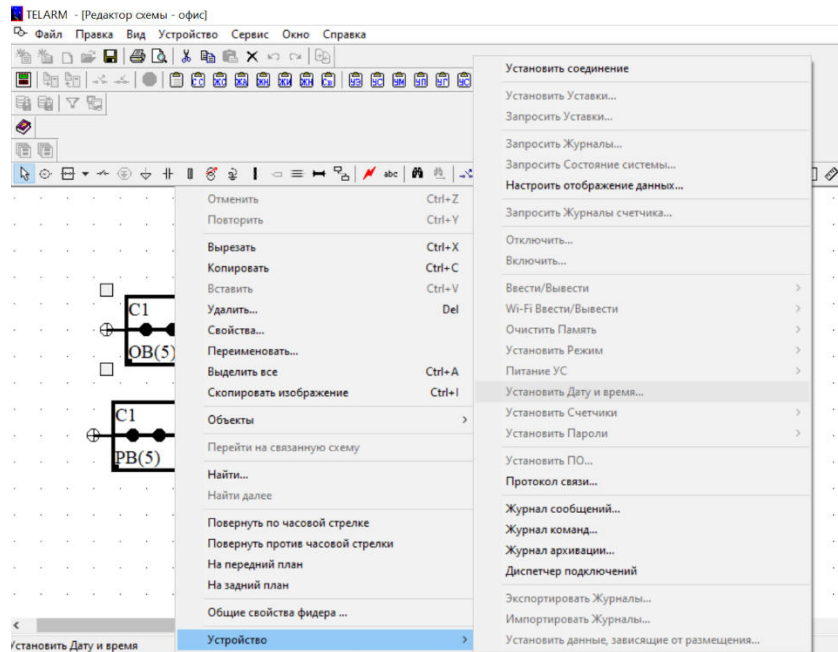 TELARM - [Редактор схемы - офис]
Файл Правка Вид Устройство Сервис Окно Справка
abc
Отменить Ctrl+Z
Повторить Ctrl+Y
Вырезать Ctrl+X
Копировать Ctrl+C
Вставить Ctrl+V
Удалить... Del
Свойства...
Переименовать...
Выделить все Ctrl+A
Скопировать изображение Ctrl+I
Объекты
Перейти на связанную схему
Найти...
Найти далее
Повернуть по часовой стрелке
Повернуть против часовой стрелки
На передний план
На задний план
Общие свойства фидера ...
Устройство
Установить соединение
Установить Уставки...
Запросить Уставки...
Запросить Журналы...
Запросить Состояние системы...
Настроить отображение данных...
Запросить Журналы счетчика...
Отключить...
Включить...
Ввести/Вывести
Wi-Fi Ввести/Вывести
Очистить Память
Установить Режим
Питание УС
Установить Дату и время...
Установить Счетчики
Установить Пароли
Установить ПО...
Протокол связи...
Журнал сообщений...
Журнал команд...
Журнал архивации...
Диспетчер подключений
Экспортировать Журналы...
Импортировать Журналы...
Установить данные, зависящие от размещения...
C1
OB(5)
C1
PB(5)
Установить Дату и время